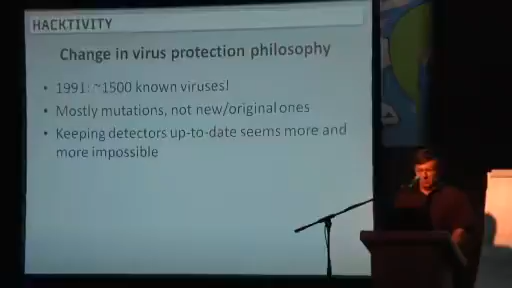 HACKTIVITY
Change in virus protection philosophy
• 1991: ~1500 known viruses!
• Mostly mutations, not new/original ones
• Keeping detectors up-to-date seems more and
more impossible